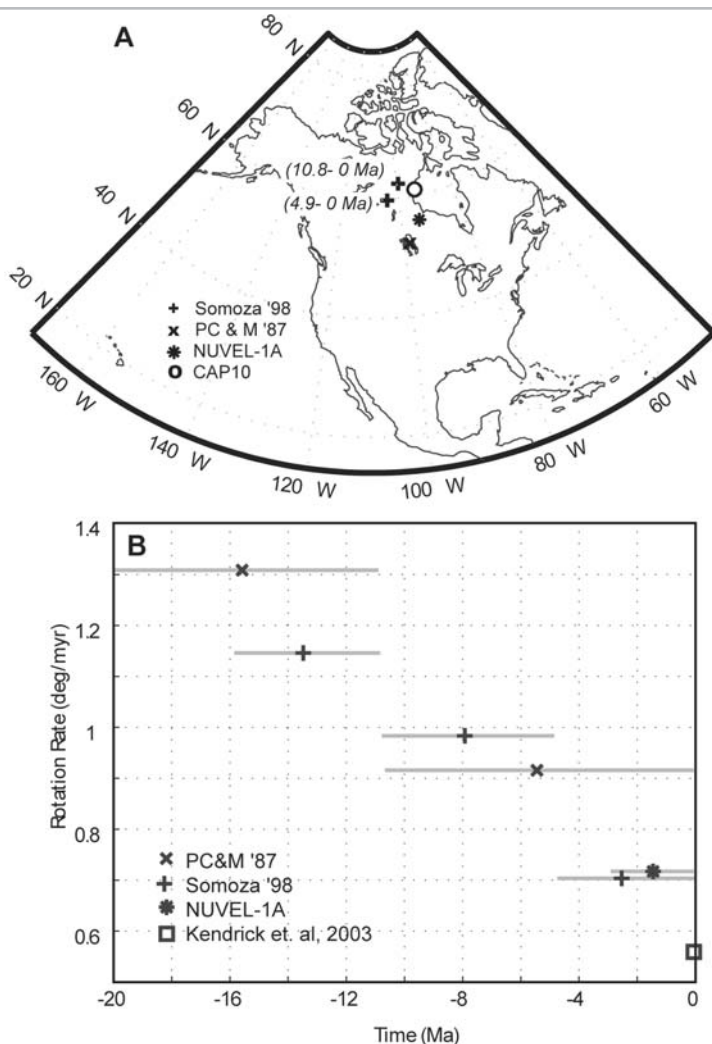 A
80 N
60 N
40 N
20 N
(10.8- 0 Ma)
(4.9- 0 Ma)
+ Somoza '98
x PC & M '87
* NUVEL-1A
O CAP10
160 W
140 W
120 W
100 W
80 W
60 W
B
1.4
1.2
1
0.8
0.6
Rotation Rate (deg/myr)
× PC&M '87
+ Somoza '98
* NUVEL-1A
□ Kendrick et. al, 2003
-20 -16 -12 -8 -4 0
Time (Ma)